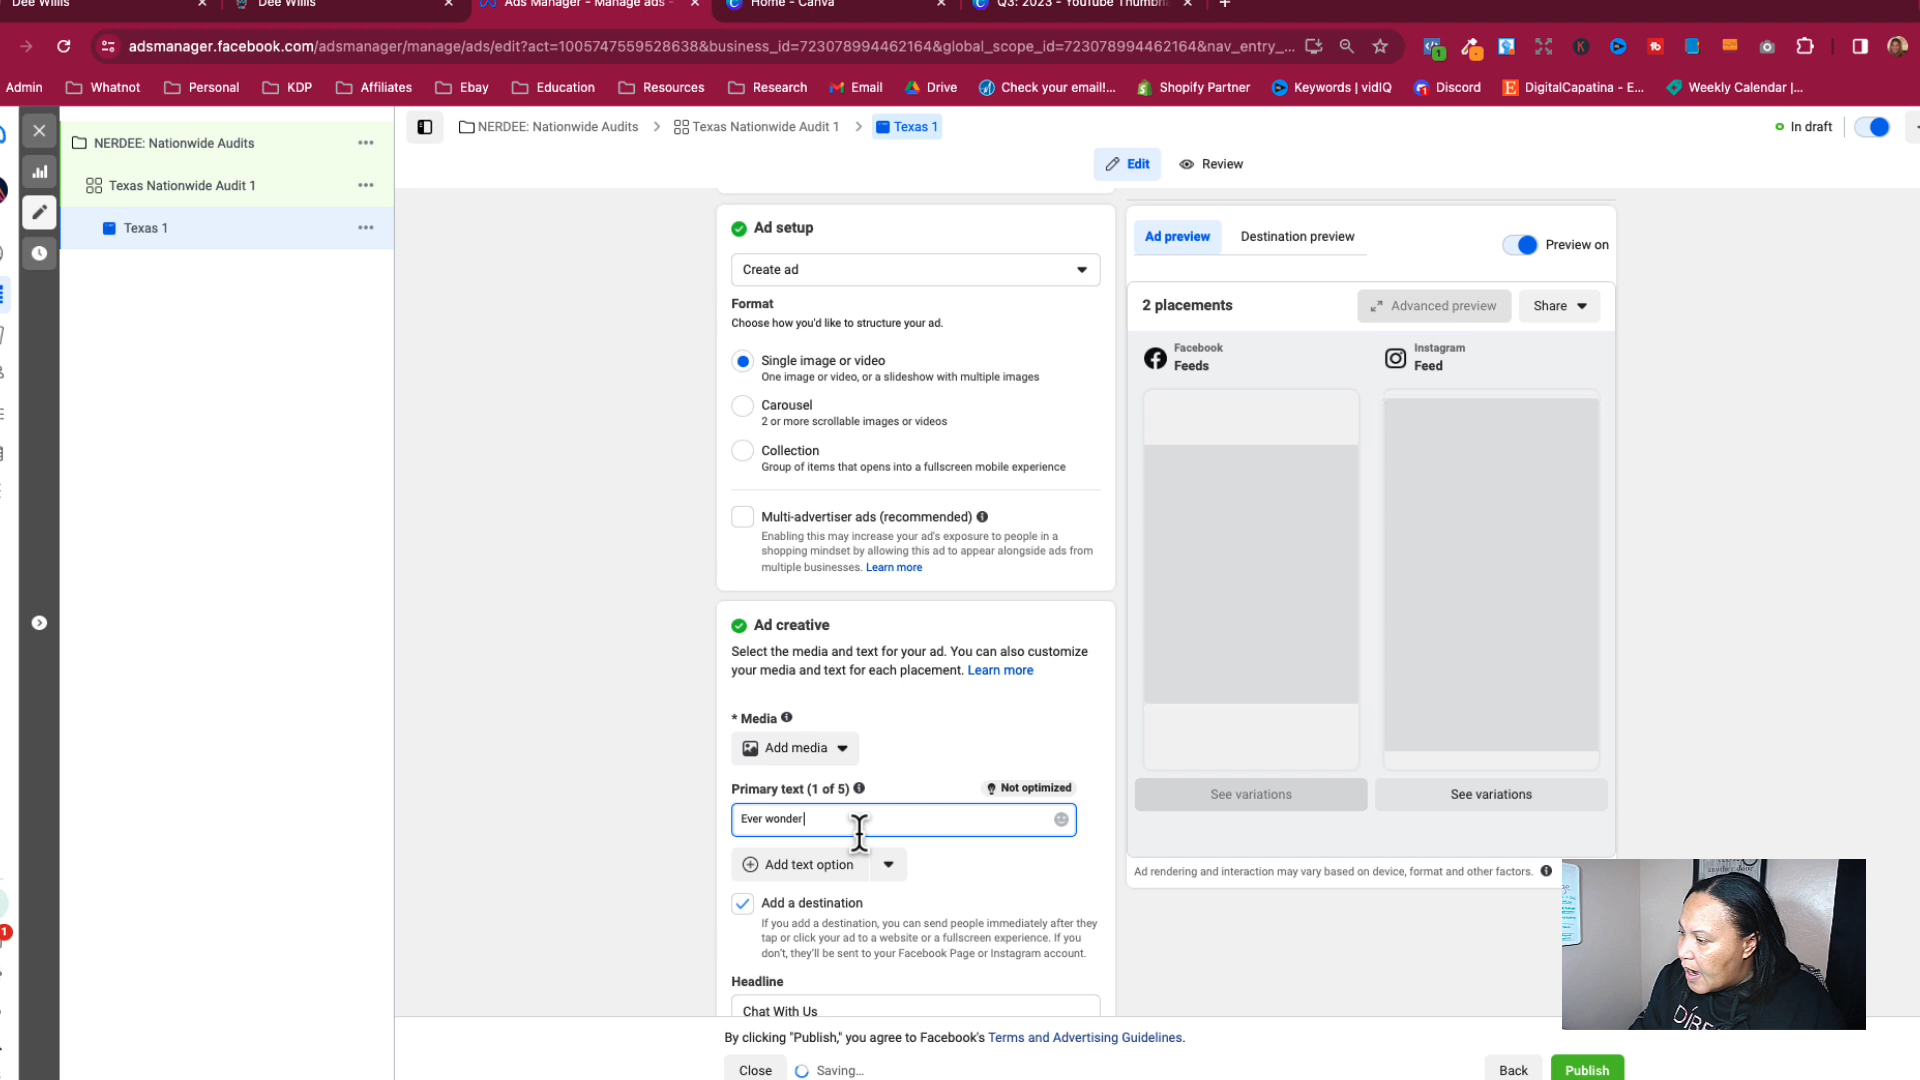 Dee Willis
Dee Willis
Ads Manager - Manage ads -
Home - Canva
Q3: 2023 - YouTube Thumbn
adsmanager.facebook.com/adsmanager/manage/ads/edit?act=1005747559528638&business_id=723078994462164&global_scope_id=723078994462164&nav_entry_...
Admin
Whatnot
Personal
KDP
Affiliates
Ebay
Education
Resources
Research
Email
Drive
Check your email!...
Shopify Partner
Keywords | vidIQ
Discord
DigitalCapatina - E...
Weekly Calendar |...
NERDEE: Nationwide Audits
Texas Nationwide Audit 1
Texas 1
NERDEE: Nationwide Audits
Texas Nationwide Audit 1
Texas 1
In draft
Edit
Review
Ad setup
Create ad
Format
Choose how you'd like to structure your ad.
Single image or video
One image or video, or a slideshow with multiple images
Carousel
2 or more scrollable images or videos
Collection
Group of items that opens into a fullscreen mobile experience
Multi-advertiser ads (recommended)
Enabling this may increase your ad's exposure to people in a
shopping mindset by allowing this ad to appear alongside ads from
multiple businesses. Learn more
Ad creative
Select the media and text for your ad. You can also customize
your media and text for each placement. Learn more
* Media
Add media
Primary text (1 of 5)
Not optimized
Ever wonder
Add text option
Add a destination
If you add a destination, you can send people immediately after they
tap or click your ad to a website or a fullscreen experience. If you
don't, they'll be sent to your Facebook Page or Instagram account.
Headline
Chat With Us
Ad preview
Destination preview
Preview on
2 placements
Advanced preview
Share
Facebook
Feeds
Instagram
Feed
See variations
See variations
Ad rendering and interaction may vary based on device, format and other factors.
By clicking "Publish," you agree to Facebook's Terms and Advertising Guidelines.
Close
Saving...
Back
Publish
1
1